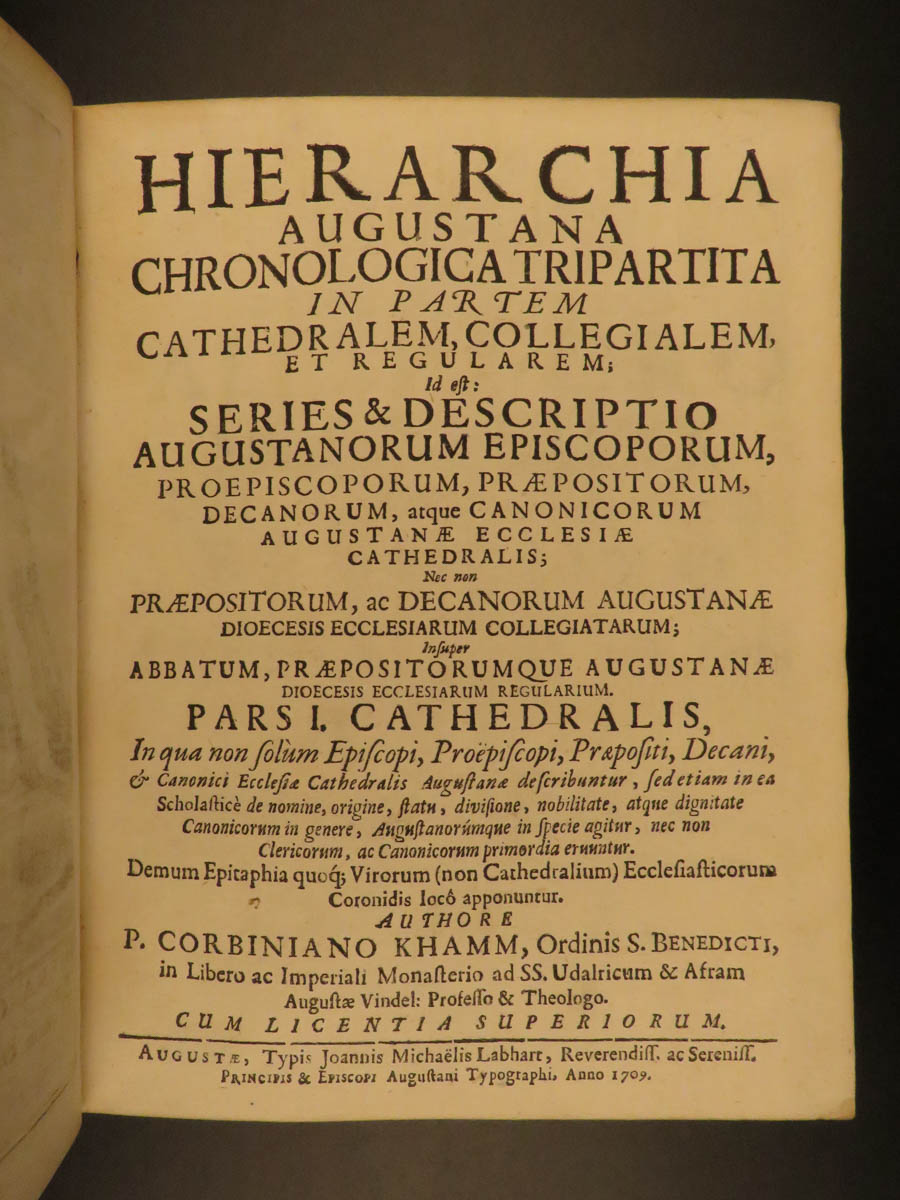 HIERARCHIA
AUGUSTANA
CHRONOLOGICA TRIPARTITA
IN PARTEM
CATHEDRALEM, COLLEGIALEM,
ET REGULAREM;
Id eſt:
SERIES & DESCRIPTIO
AUGUSTANORUM EPISCOPORUM,
PROEPISCOPORUM, PRÆPOSITORUM,
DECANORUM, atque CANONICORUM
AUGUSTANÆ ECCLESIÆ
CATHEDRALIS;
Nec non
PRÆPOSITORUM, ac DECANORUM AUGUSTANÆ
DIOECESIS ECCLESIARUM COLLEGIATARUM;
Inſuper
ABBATUM, PRÆPOSITORUMQUE AUGUSTANÆ
DIOECESIS ECCLESIARUM REGULARIUM.
PARS I. CATHEDRALIS,
In qua non ſolùm Epiſcopi, Proëpiſcopi, Præpoſiti, Decani,
& Canonici Ecclеſiæ Cathedralis Auguſtanæ deſcribuntur, ſed etiam in ea
Scholaſticè de nomine, origine, ſtatu, diviſione, nobilitate, atque dignitate
Canonicorum in genere, Auguſtanorúmque in ſpecie agitur, nec non
Clericorum, ac Canonicorum primordia eruuntur.
Demum Epitaphia quoq; Virorum (non Cathedralium) Eccleſiaſticorum
Coronidis locô apponuntur.
AUTHORE
P. CORBINIANO KHAMM, Ordinis S. BENEDICTI,
in Libero ac Imperiali Monaſterio ad SS. Udalricum & Afram
Auguſtæ Vindel: Profeſſo & Theologo.
CUM LICENTIA SUPERIORUM.
AUGUSTÆ, Typis Joannis Michaëlis Labhart, Reverendiſſ. ac Sereniſſ.
PRINCIPIS & EPISCOPI Auguſtani Typographi, Anno 1709.